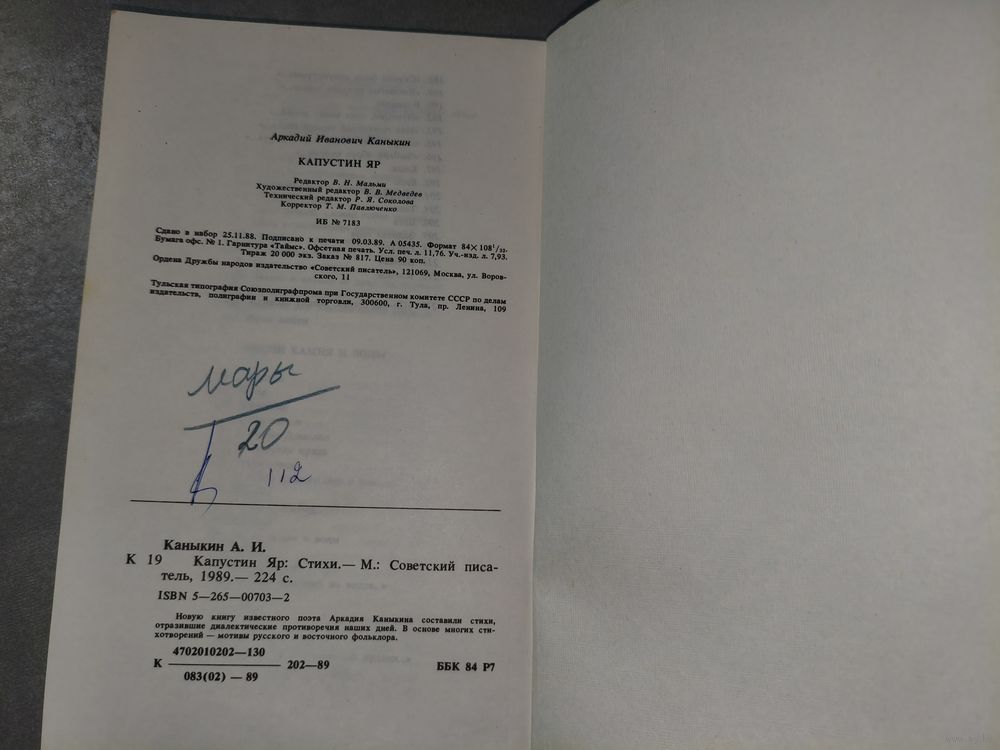 Аркадий Иванович Каныкин
КАПУСТИН ЯР
Редактор В. Н. Мальми
Художественный редактор В. В. Медведев
Технический редактор Р. Я. Соколова
Корректор Т. М. Павлюченко
ИБ № 7183
Сдано в набор 25.11.88. Подписано к печати 09.03.89. А 05435. Формат 84×108¹/₃₂.
Бумага офс. № 1. Гарнитура «Таймс». Офсетная печать. Усл. печ. л. 11,76. Уч.-изд. л. 7,93.
Тираж 20 000 экз. Заказ № 817. Цена 90 коп.
Ордена Дружбы народов издательство «Советский писатель», 121069, Москва, ул. Воров-
ского, 11
Тульская типография Союзполиграфпрома при Государственном комитете СССР по делам
издательств, полиграфии и книжной торговли, 300600, г. Тула, пр. Ленина, 109
20
112
Каныкин А. И.
К 19 Капустин Яр: Стихи.— М.: Советский писа-
тель, 1989.— 224 с.
ISBN 5—265—00703—2
Новую книгу известного поэта Аркадия Каныкина составили стихи,
отразившие диалектические противоречия наших дней. В основе многих сти-
хотворений — мотивы русского и восточного фольклора.
4702010202—130
К 202—89 ББК 84 Р7
083(02) — 89